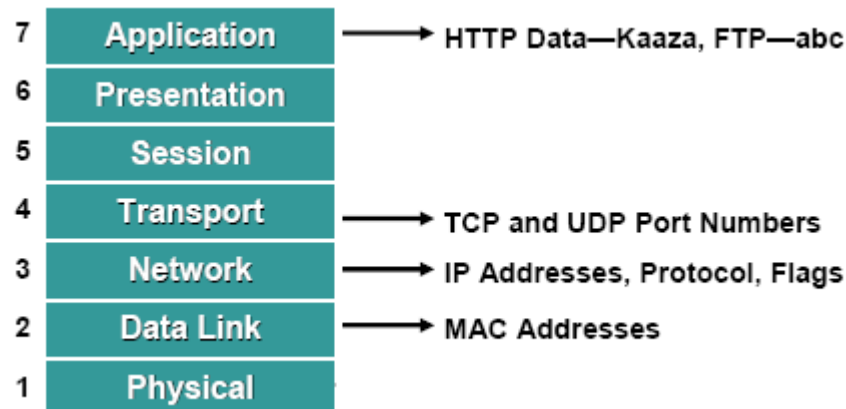 7 Application HTTP Data—Kaaza, FTP—abc
6 Presentation
5 Session
4 Transport TCP and UDP Port Numbers
3 Network IP Addresses, Protocol, Flags
2 Data Link MAC Addresses
1 Physical